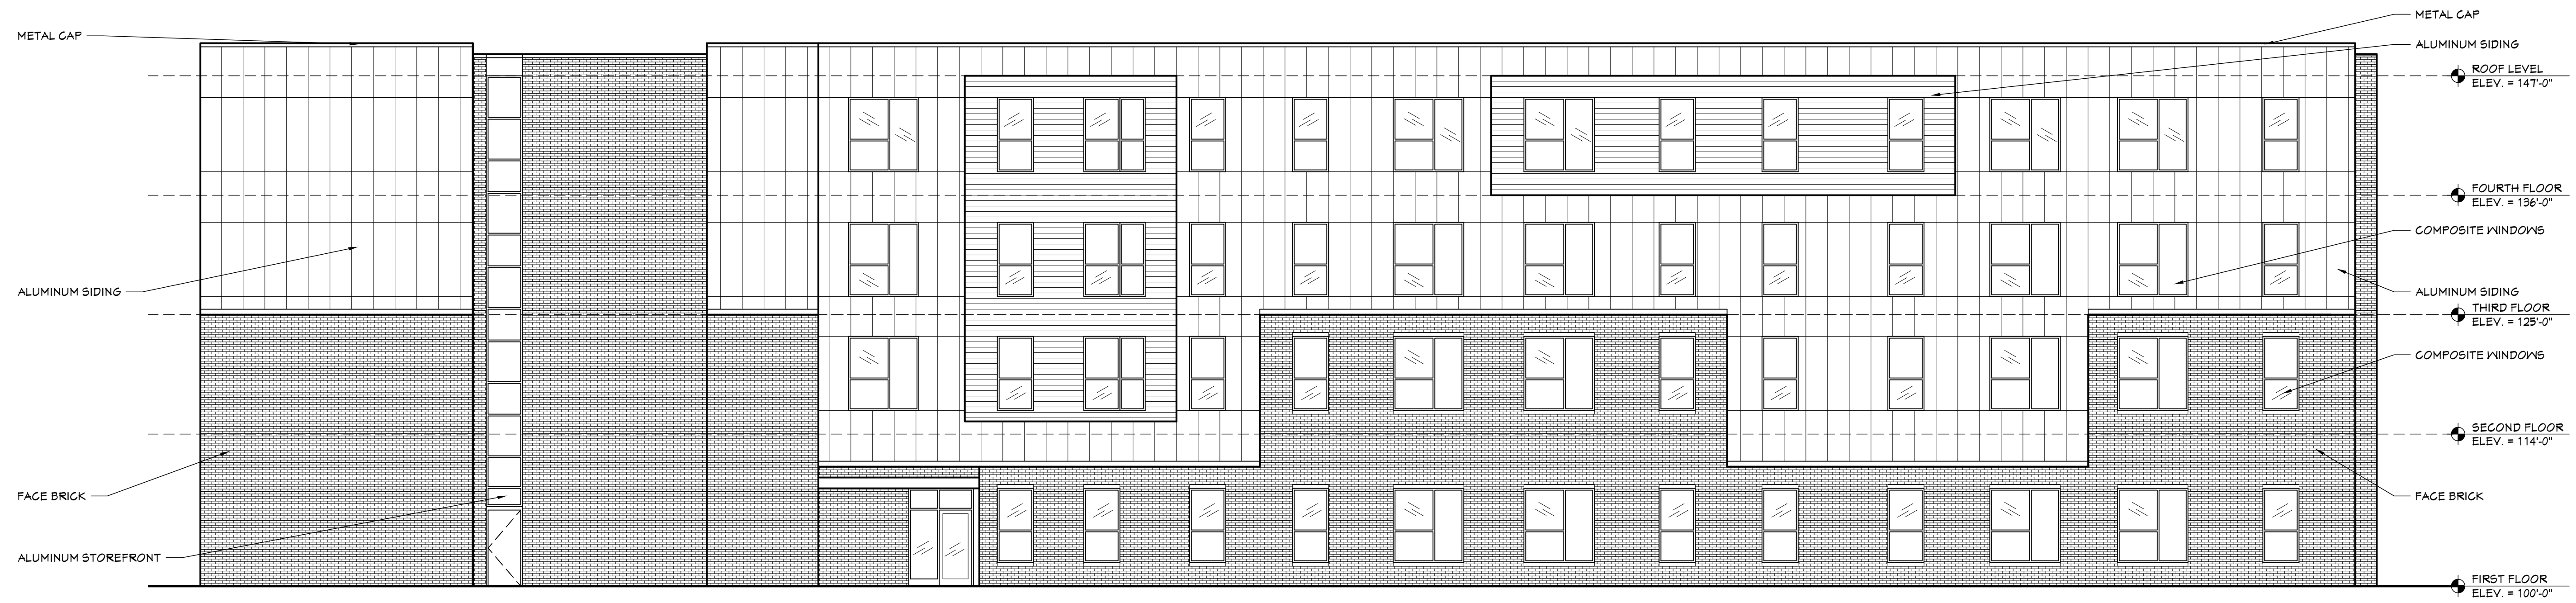 METAL CAP
ALUMINUM SIDING
FACE BRICK
ALUMINUM STOREFRONT
METAL CAP
ALUMINUM SIDING
ROOF LEVEL
ELEV. = 147'-0"
FOURTH FLOOR
ELEV. = 136'-0"
COMPOSITE WINDOWS
ALUMINUM SIDING
THIRD FLOOR
ELEV. = 125'-0"
COMPOSITE WINDOWS
SECOND FLOOR
ELEV. = 114'-0"
FACE BRICK
FIRST FLOOR
ELEV. = 100'-0"